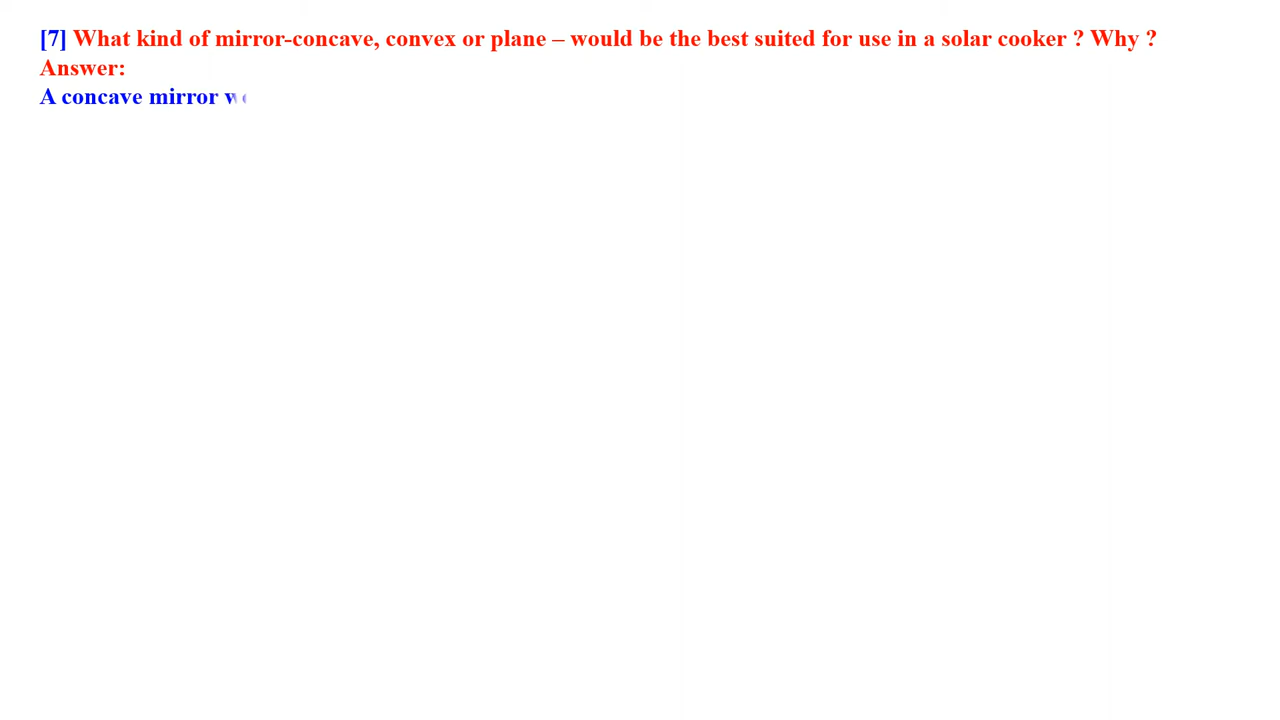 [7] What kind of mirror-concave, convex or plane – would be the best suited for use in a solar cooker ? Why ?
Answer:
A concave mirror